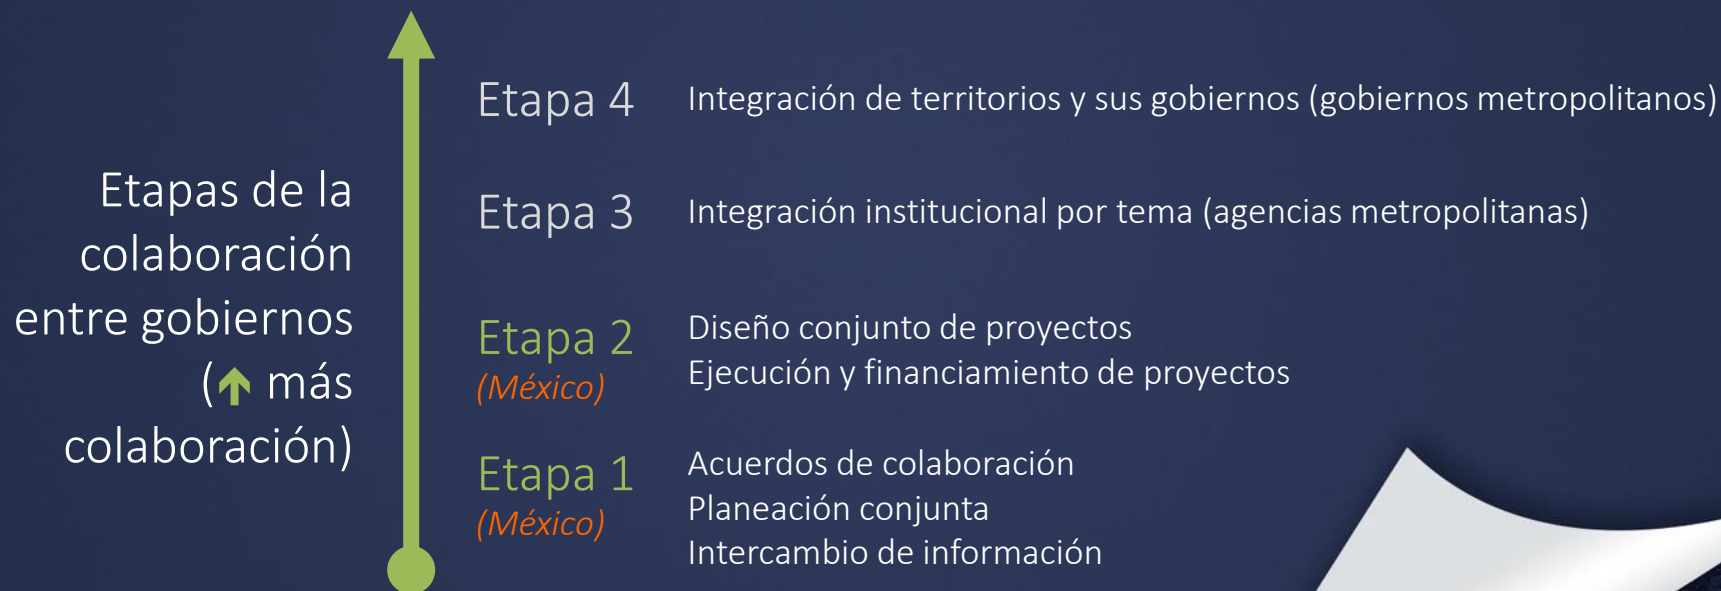 Etapas de la
colaboración
entre gobiernos
(↑ más
colaboración)
Etapa 4
Integración de territorios y sus gobiernos (gobiernos metropolitanos)
Etapa 3
Integración institucional por tema (agencias metropolitanas)
Etapa 2
(México)
Diseño conjunto de proyectos
Ejecución y financiamiento de proyectos
Etapa 1
(México)
Acuerdos de colaboración
Planeación conjunta
Intercambio de información